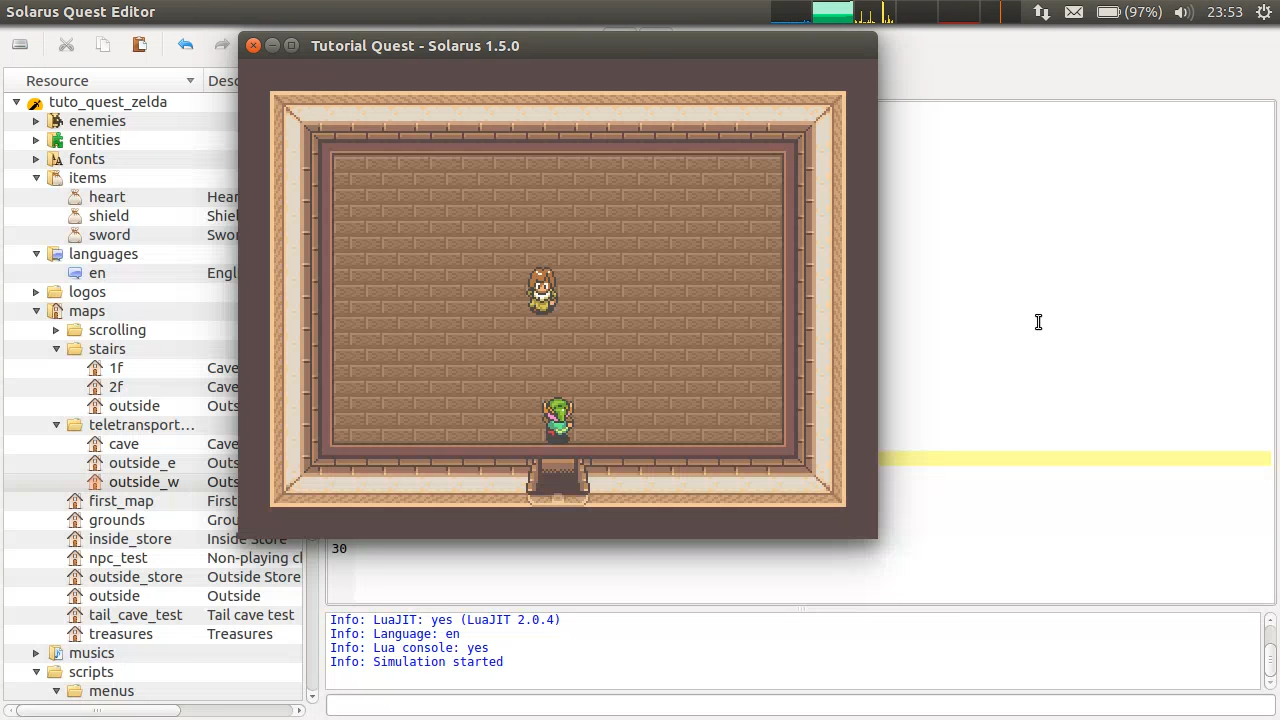 Solarus Quest Editor
(97%)
23:53
Tutorial Quest - Solarus 1.5.0
Resource
Desc
tuto_quest_zelda
enemies
entities
fonts
items
heart Hear
shield Shiel
sword Swo
languages
en Engl
logos
maps
scrolling
stairs
1f Cave
2f Cave
outside Outs
teletransport...
cave Cave
outside_e Outs
outside_w Outs
first_map First
grounds Grou
inside_store Inside Store
npc_test Non-playing cl
outside_store Outside Store
outside Outside
tail_cave_test Tail cave test
treasures Treasures
musics
scripts
menus
30
Info: LuaJIT: yes (LuaJIT 2.0.4)
Info: Language: en
Info: Lua console: yes
Info: Simulation started